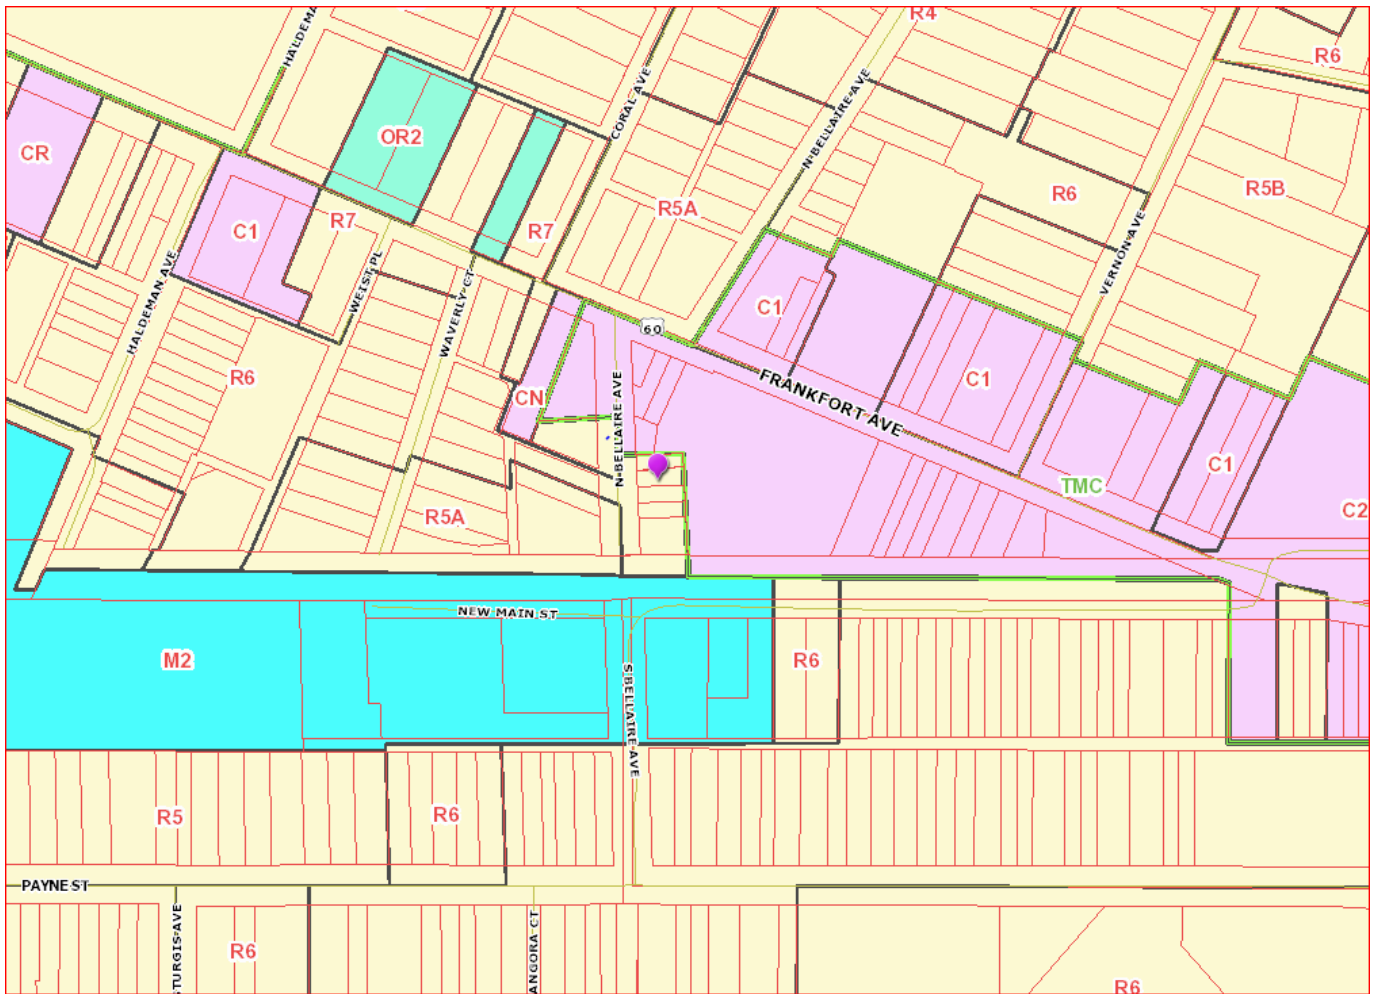 HALDEMA
R4
R6
CORAL AVE
N BELLAIRE AVE
OR2
CR
R6
R5B
R5A
C1
R7
R7
VERNON AVE
HALDEMAN AVE
WEIST PL
WAVERLY CT
C1
60
R6
CN
N BELLAIRE AVE
FRANKFORT AVE
C1
C1
TMC
C2
R5A
NEW MAIN ST
M2
R6
S BELLAIRE AVE
R5
R6
PAYNE ST
STURGIS AVE
R6
ANGORA CT
R6